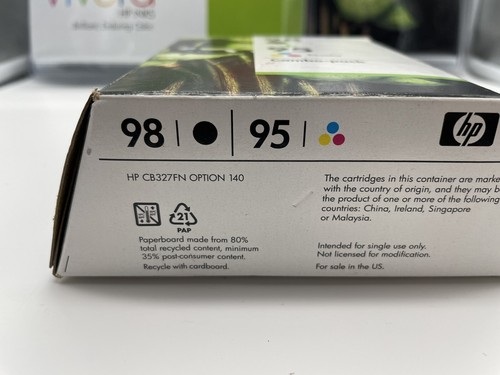 vivera
98 | 95 |
hp
HP CB327FN OPTION 140
21
PAP
Paperboard made from 80%
total recycled content, minimum
35% post-consumer content.
Recycle with cardboard.
The cartridges in this container are marke
with the country of origin, and they may b
the product of one or more of the following
countries: China, Ireland, Singapore
or Malaysia.
Intended for single use only.
Not licensed for modification.
For sale in the US.